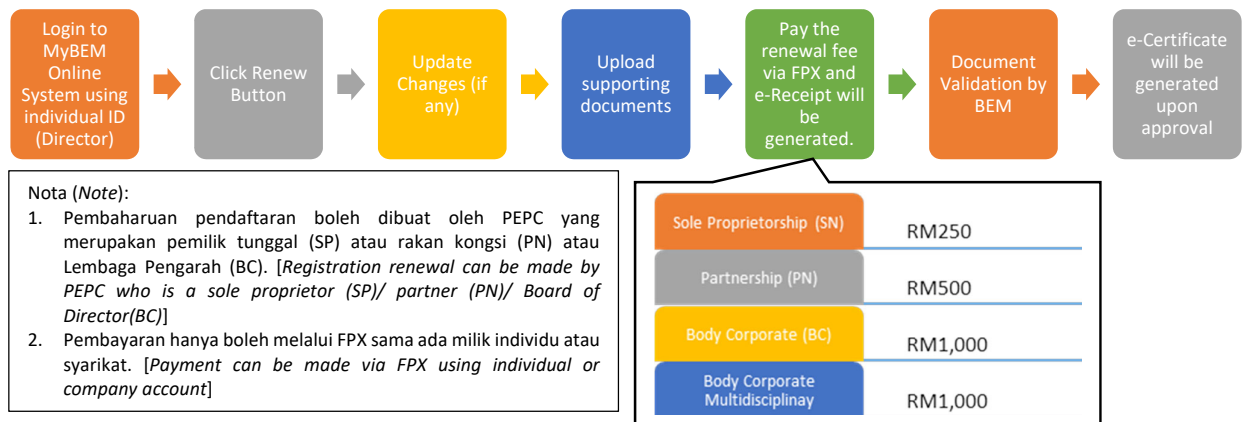 Login to
MyBEM
Online
System using
individual ID
(Director)
Click Renew
Button
Update
Changes (if
any)
Upload
supporting
documents
Pay the
renewal fee
via FPX and
e-Receipt will
be
generated.
Document
Validation by
BEM
e-Certificate
will be
generated
upon
approval
Nota (Note):
1. Pembaharuan pendaftaran boleh dibuat oleh PEPC yang
merupakan pemilik tunggal (SP) atau rakan kongsi (PN) atau
Lembaga Pengarah (BC). [Registration renewal can be made by
PEPC who is a sole proprietor (SP)/ partner (PN)/ Board of
Director(BC)]
2. Pembayaran hanya boleh melalui FPX sama ada milik individu atau
syarikat. [Payment can be made via FPX using individual or
company account]
Sole Proprietorship (SN) RM250
Partnership (PN) RM500
Body Corporate (BC) RM1,000
Body Corporate
Multidisciplinay RM1,000